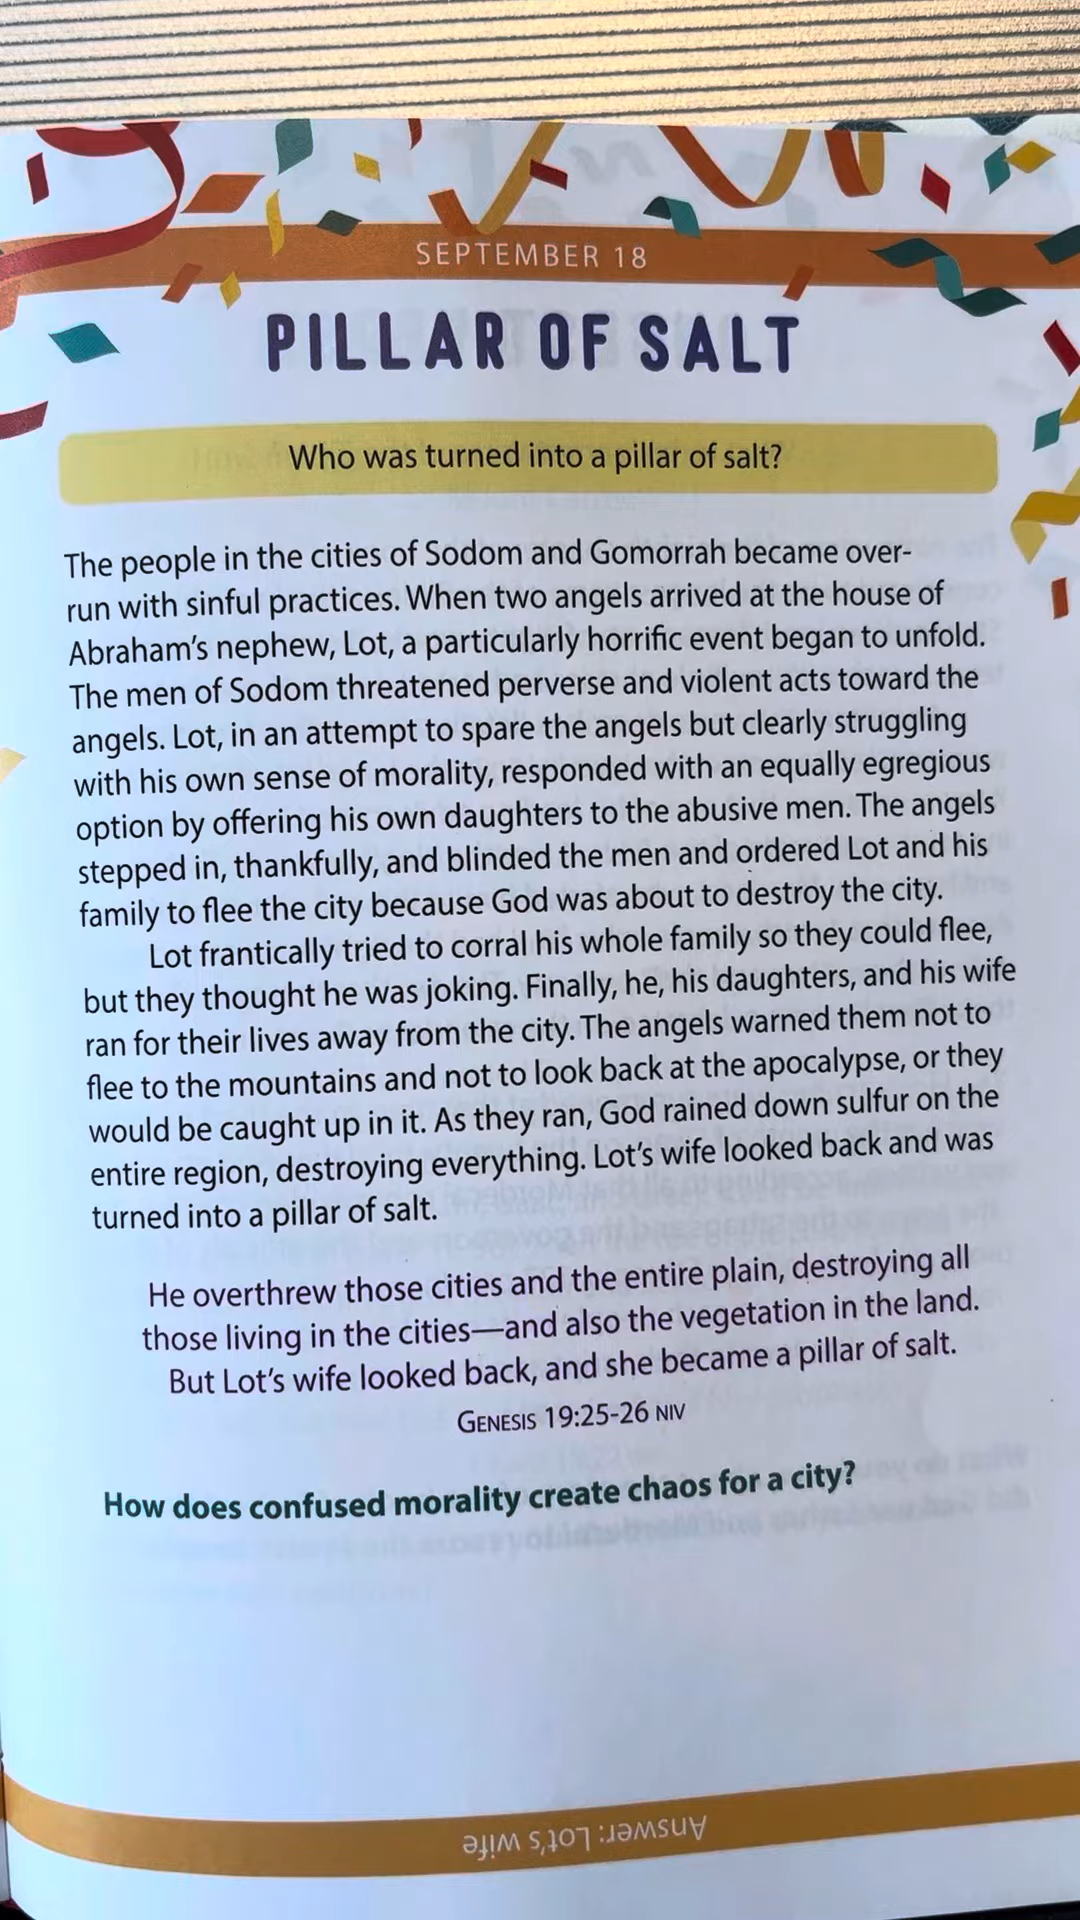 SEPTEMBER 18
PILLAR OF SALT
Who was turned into a pillar of salt?
The people in the cities of Sodom and Gomorrah became over-
run with sinful practices. When two angels arrived at the house of
Abraham's nephew, Lot, a particularly horrific event began to unfold.
The men of Sodom threatened perverse and violent acts toward the
angels. Lot, in an attempt to spare the angels but clearly struggling
with his own sense of morality, responded with an equally egregious
option by offering his own daughters to the abusive men. The angels
stepped in, thankfully, and blinded the men and ordered Lot and his
family to flee the city because God was about to destroy the city.
Lot frantically tried to corral his whole family so they could flee,
but they thought he was joking. Finally, he, his daughters, and his wife
ran for their lives away from the city. The angels warned them not to
flee to the mountains and not to look back at the apocalypse, or they
would be caught up in it. As they ran, God rained down sulfur on the
entire region, destroying everything. Lot's wife looked back and was
turned into a pillar of salt.
He overthrew those cities and the entire plain, destroying all
those living in the cities—and also the vegetation in the land.
But Lot's wife looked back, and she became a pillar of salt.
GENESIS 19:25-26 NIV
How does confused morality create chaos for a city?
Answer: Lot's wife